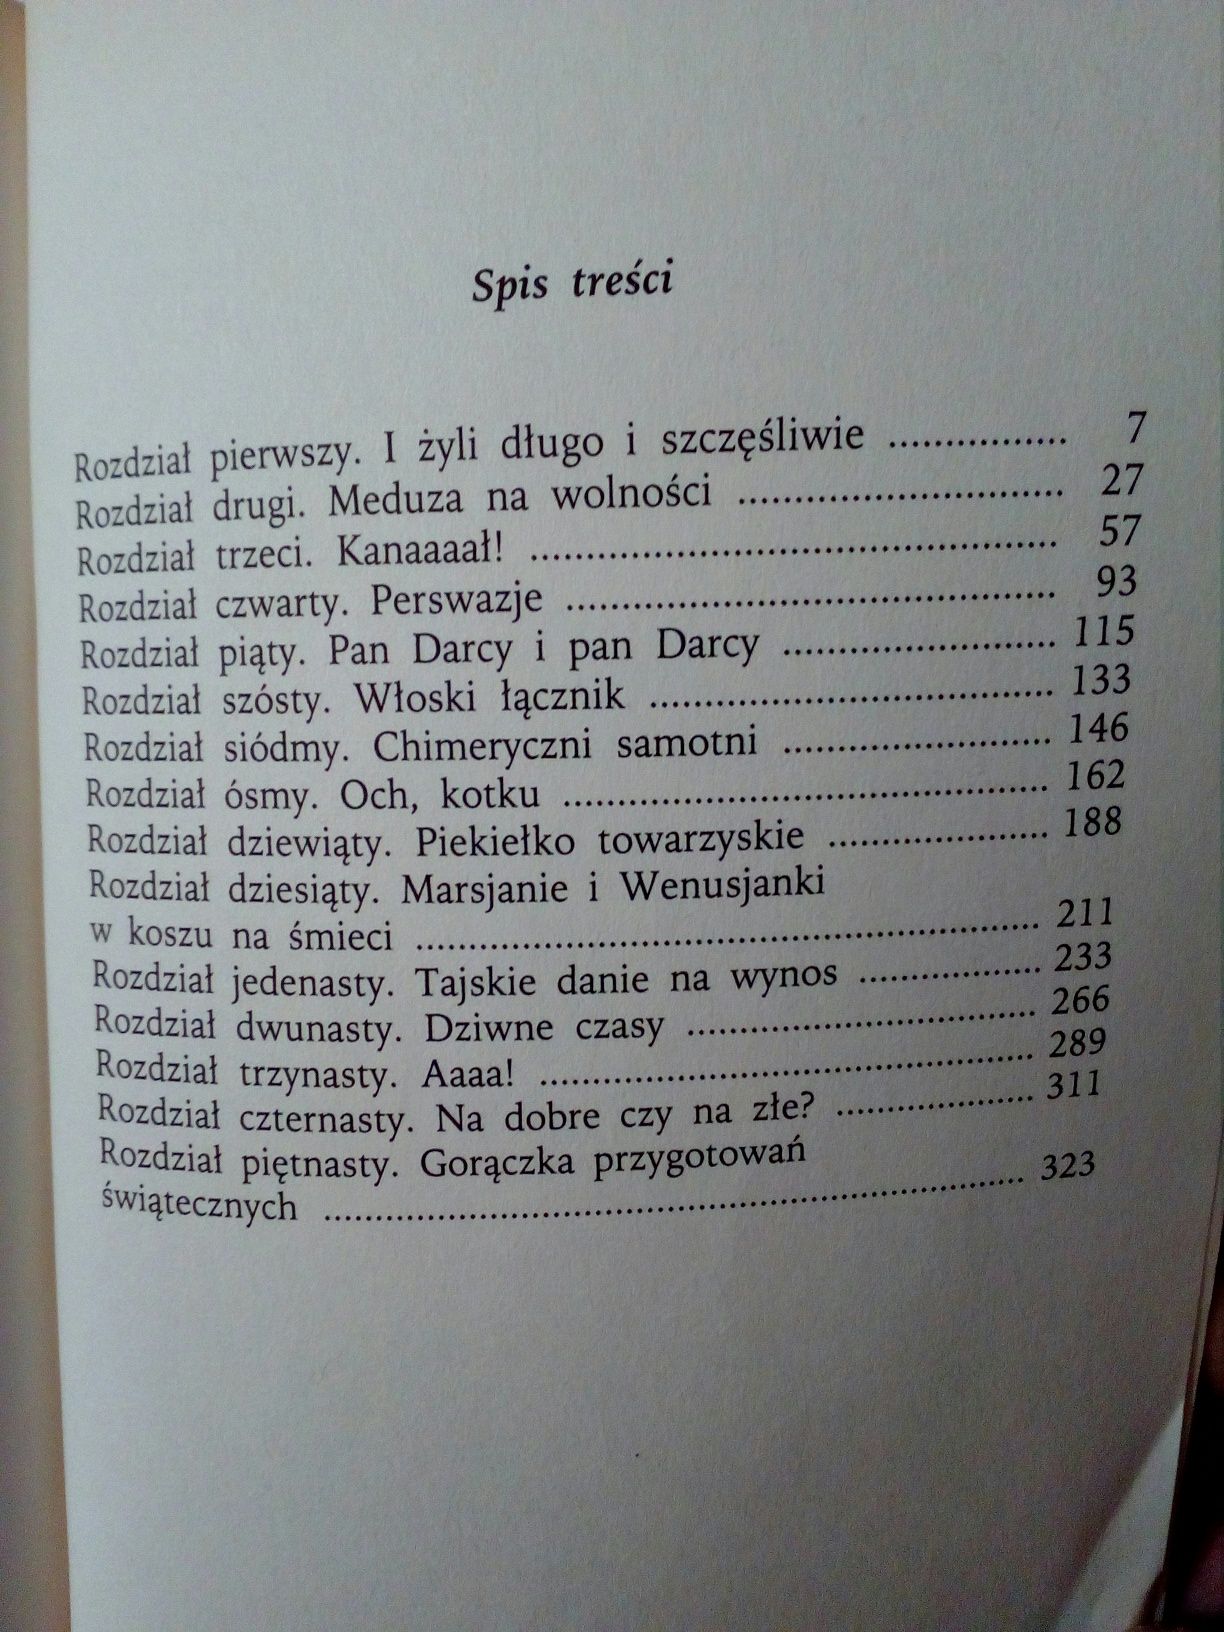 Spis treści
Rozdział pierwszy. I żyli długo i szczęśliwie ................ 7
Rozdział drugi. Meduza na wolności ............................. 27
Rozdział trzeci. Kanaaaał! ............................................... 57
Rozdział czwarty. Perswazje ............................................ 93
Rozdział piąty. Pan Darcy i pan Darcy ......................... 115
Rozdział szósty. Włoski łącznik ..................................... 133
Rozdział siódmy. Chimeryczni samotni ......................... 146
Rozdział ósmy. Och, kotku ............................................. 162
Rozdział dziewiąty. Piekiełko towarzyskie .................... 188
Rozdział dziesiąty. Marsjanie i Wenusjanki
w koszu na śmieci ............................................................ 211
Rozdział jedenasty. Tajskie danie na wynos .................. 233
Rozdział dwunasty. Dziwne czasy .................................. 266
Rozdział trzynasty. Aaaa! ................................................ 289
Rozdział czternasty. Na dobre czy na złe? .................... 311
Rozdział piętnasty. Gorączka przygotowań
świątecznych ..................................................................... 323